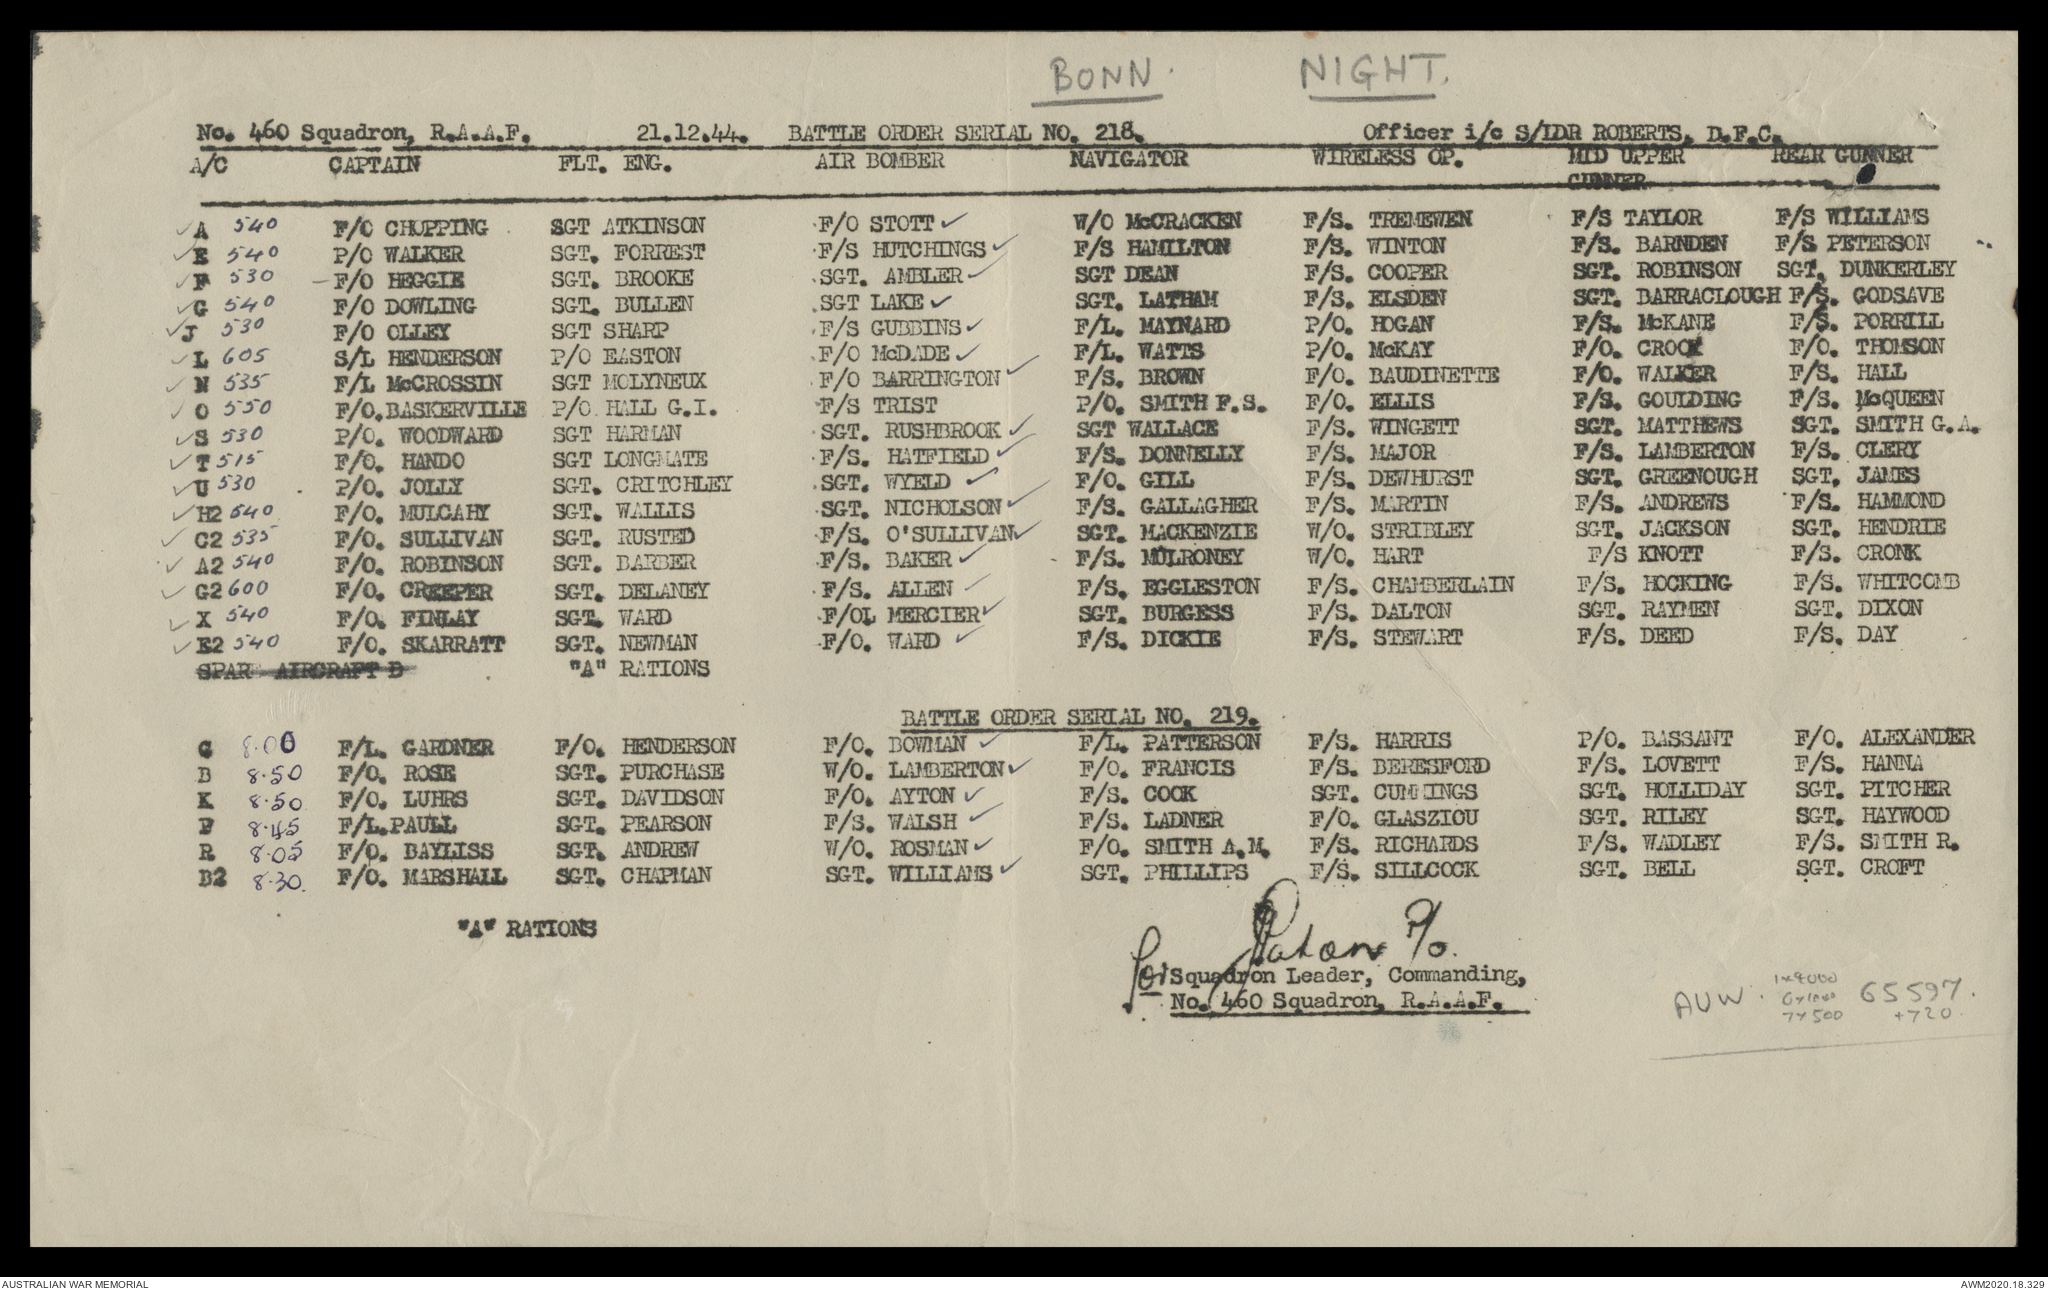 BONN. NIGHT.
No. 460 Squadron, R.A.A.F. 21.12.44. BATTLE ORDER SERIAL NO. 218. Officer i/c S/LDR ROBERTS, D.F.C.
A/C CAPTAIN FLT. ENG. AIR BOMBER NAVIGATOR WIRELESS OP. MID UPPER GUNNER REAR GUNNER
✓ A 540 F/O CHOPPING SGT ATKINSON F/O STOTT ✓ W/O McCRACKEN F/S. TREMEWEN F/S TAYLOR F/S WILLIAMS
✓ E 540 P/O WALKER SGT. FORREST F/S HUTCHINGS ✓ F/S HAMILTON F/S. WINTON F/S. BARNDEN F/S PETERSON
✓ F 530 F/O HEGGIE SGT. BROOKE SGT. AMBLER ✓ SGT DEAN F/S. COOPER SGT. ROBINSON SGT. DUNKERLEY
✓ G 540 F/O DOWLING SGT. BULLEN SGT LAKE ✓ SGT. LATHAM F/S. ELSDEN SGT. BARRACLOUGH F/S. GODSAVE
✓ J 530 F/O OLLEY SGT SHARP F/S GUBBINS ✓ F/L. MAYNARD P/O. HOGAN F/S. McKANE F/S. PORRILL
✓ L 605 S/L HENDERSON P/O EASTON F/O McDADE ✓ F/L. WATTS P/O. McKAY F/O. CROCK F/O. THOMSON
✓ N 535 F/L McCROSSIN SGT MOLYNEUX F/O BARRINGTON ✓ F/S. BROWN F/O. BAUDINETTE F/O. WALKER F/S. HALL
✓ O 550 F/O. BASKERVILLE P/O. HALL G.I. F/S TRIST P/O. SMITH F.S. F/O. ELLIS F/S. GOULDING F/S. McQUEEN
✓ S 530 P/O. WOODWARD SGT HARMAN SGT. RUSHBROOK ✓ SGT WALLACE F/S. WINGETT SGT. MATTHEWS SGT. SMITH G.A.
✓ T 515 F/O. HANDO SGT LONGMATE F/S. HATFIELD ✓ F/S. DONNELLY F/S. MAJOR F/S. LAMBERTON F/S. CLERY
✓ U 530 P/O. JOLLY SGT. CRITCHLEY SGT. WYELD ✓ F/O. GILL F/S. DEWHURST SGT. GREENOUGH SGT. JAMES
✓ H2 540 F/O. MULCAHY SGT. WALLIS SGT. NICHOLSON ✓ F/S. GALLAGHER F/S. MARTIN F/S. ANDREWS F/S. HAMMOND
✓ C2 535 F/O. SULLIVAN SGT. RUSTED F/S. O'SULLIVAN ✓ SGT. MACKENZIE W/O. STRIBLEY SGT. JACKSON SGT. HENDRIE
✓ A2 540 F/O. ROBINSON SGT. BARBER F/S. BAKER ✓ F/S. MULRONEY W/O. HART F/S KNOTT F/S. CRONK
✓ G2 600 F/O. CREEPER SGT. DELANEY F/S. ALLEN ✓ F/S. EGGLESTON F/S. CHAMBERLAIN F/S. HOCKING F/S. WHITCOMB
✓ X 540 F/O. FINLAY SGT. WARD F/OL MERCIER ✓ SGT. BURGESS F/S. DALTON SGT. RAYMEN SGT. DIXON
✓ E2 540 F/O. SKARRATT SGT. NEWMAN F/O. WARD ✓ F/S. DICKIE F/S. STEWART F/S. DEED F/S. DAY
SPARE AIRCRAFT D "A" RATIONS
BATTLE ORDER SERIAL NO. 219.
C 8.00 F/L. GARDNER F/O. HENDERSON F/O. BOWMAN ✓ F/L. PATTERSON F/S. HARRIS P/O. BASSANT F/O. ALEXANDER
B 8.50 F/O. ROSE SGT. PURCHASE W/O. LAMBERTON ✓ F/O. FRANCIS F/S. BERESFORD F/S. LOVETT F/S. HANNA
K 8.50. F/O. LUHRS SGT. DAVIDSON F/O. AYTON ✓ F/S. COCK SGT. CUMMINGS SGT. HOLLIDAY SGT. PITCHER
P 8.45 F/L. PAULL SGT. PEARSON F/S. WALSH ✓ F/S. LADNER F/O. GLASZIOU SGT. RILEY SGT. HAYWOOD
R 8.05 F/O. BAYLISS SGT. ANDREW W/O. ROSMAN ✓ F/O. SMITH A.M. F/S. RICHARDS F/S. WADLEY F/S. SMITH R.
B2 8.30. F/O. MARSHALL SGT. CHAPMAN SGT. WILLIAMS ✓ SGT. PHILLIPS F/S. SILLCOCK SGT. BELL SGT. CROFT
"A" RATIONS
Paton P/O.
for Squadron Leader, Commanding,
No. 460 Squadron, R.A.A.F.
1x4000
AUW. 6x1000 65597.
7x500 +720.
AUSTRALIAN WAR MEMORIAL AWM2020.18.329